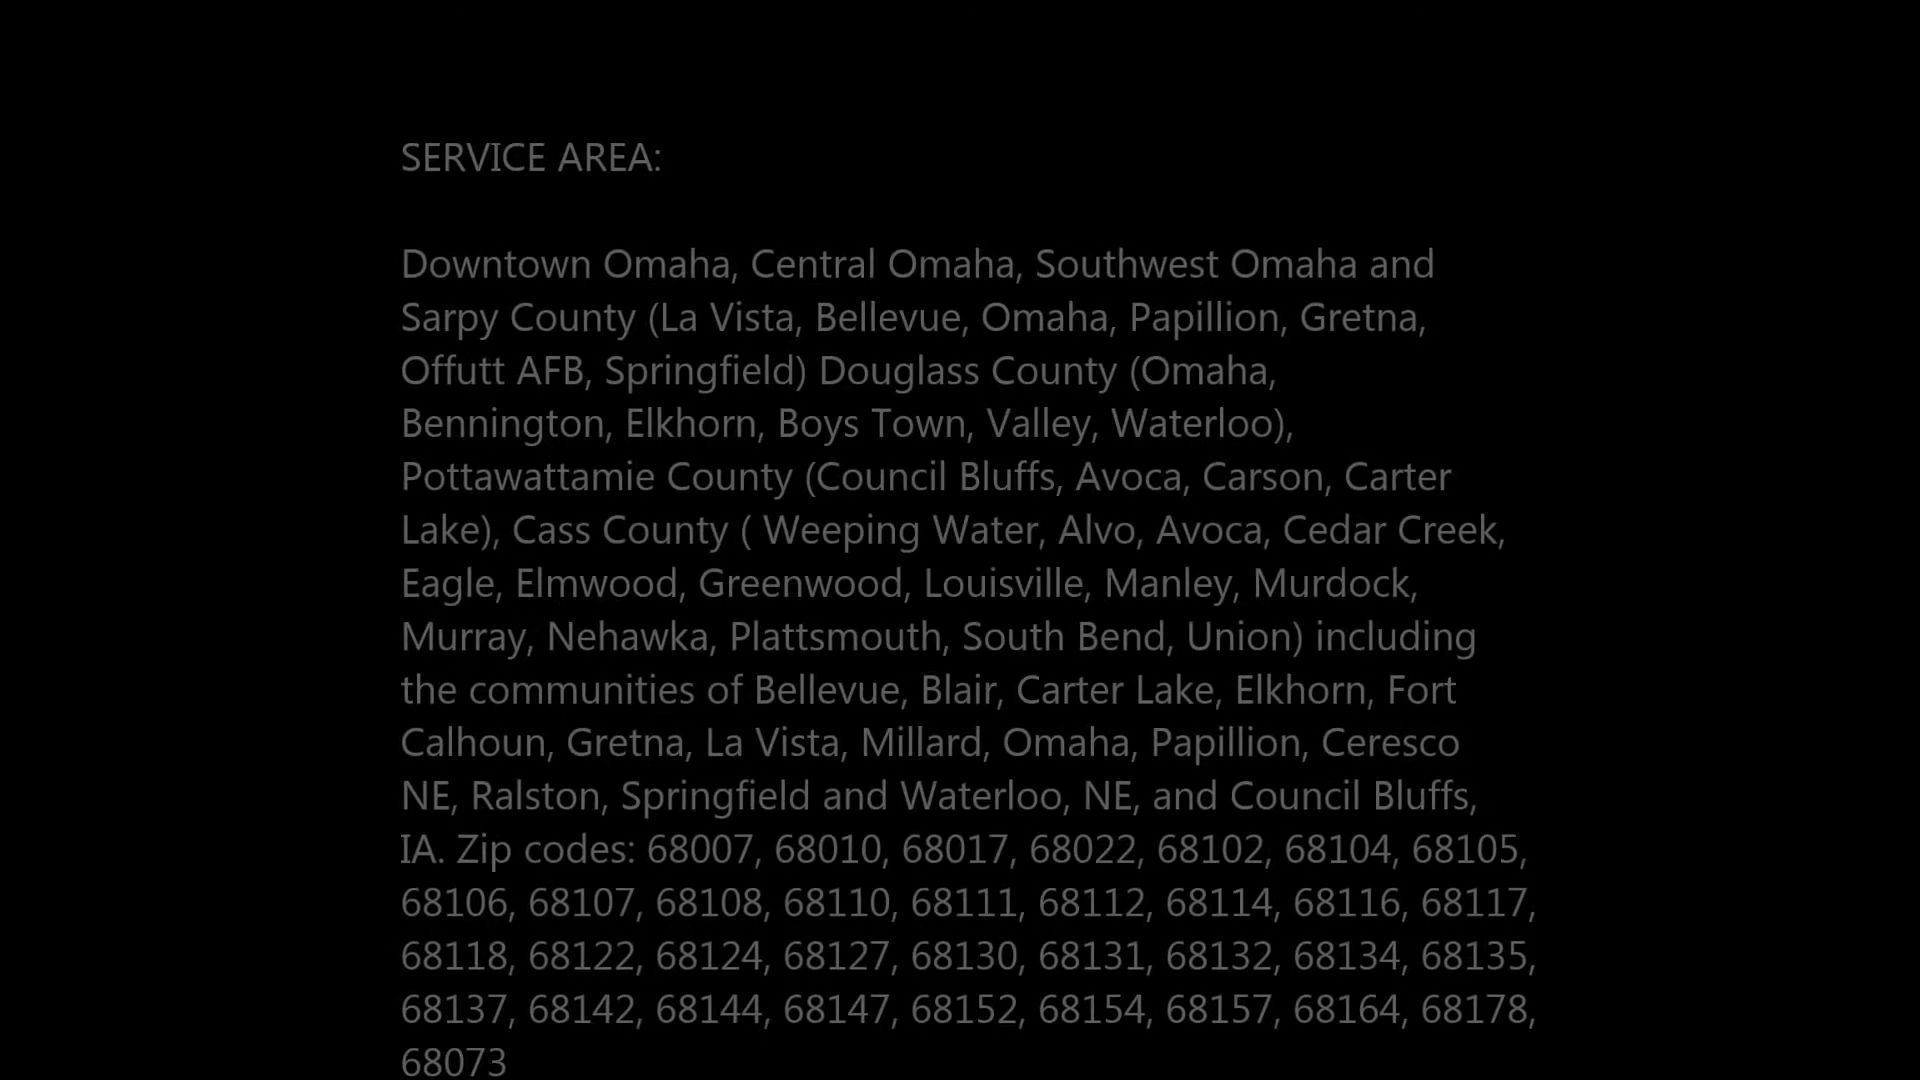 SERVICE AREA:
Downtown Omaha, Central Omaha, Southwest Omaha and
Sarpy County (La Vista, Bellevue, Omaha, Papillion, Gretna,
Offutt AFB, Springfield) Douglass County (Omaha,
Bennington, Elkhorn, Boys Town, Valley, Waterloo),
Pottawattamie County (Council Bluffs, Avoca, Carson, Carter
Lake), Cass County ( Weeping Water, Alvo, Avoca, Cedar Creek,
Eagle, Elmwood, Greenwood, Louisville, Manley, Murdock,
Murray, Nehawka, Plattsmouth, South Bend, Union) including
the communities of Bellevue, Blair, Carter Lake, Elkhorn, Fort
Calhoun, Gretna, La Vista, Millard, Omaha, Papillion, Ceresco
NE, Ralston, Springfield and Waterloo, NE, and Council Bluffs,
IA. Zip codes: 68007, 68010, 68017, 68022, 68102, 68104, 68105,
68106, 68107, 68108, 68110, 68111, 68112, 68114, 68116, 68117,
68118, 68122, 68124, 68127, 68130, 68131, 68132, 68134, 68135,
68137, 68142, 68144, 68147, 68152, 68154, 68157, 68164, 68178,
68073